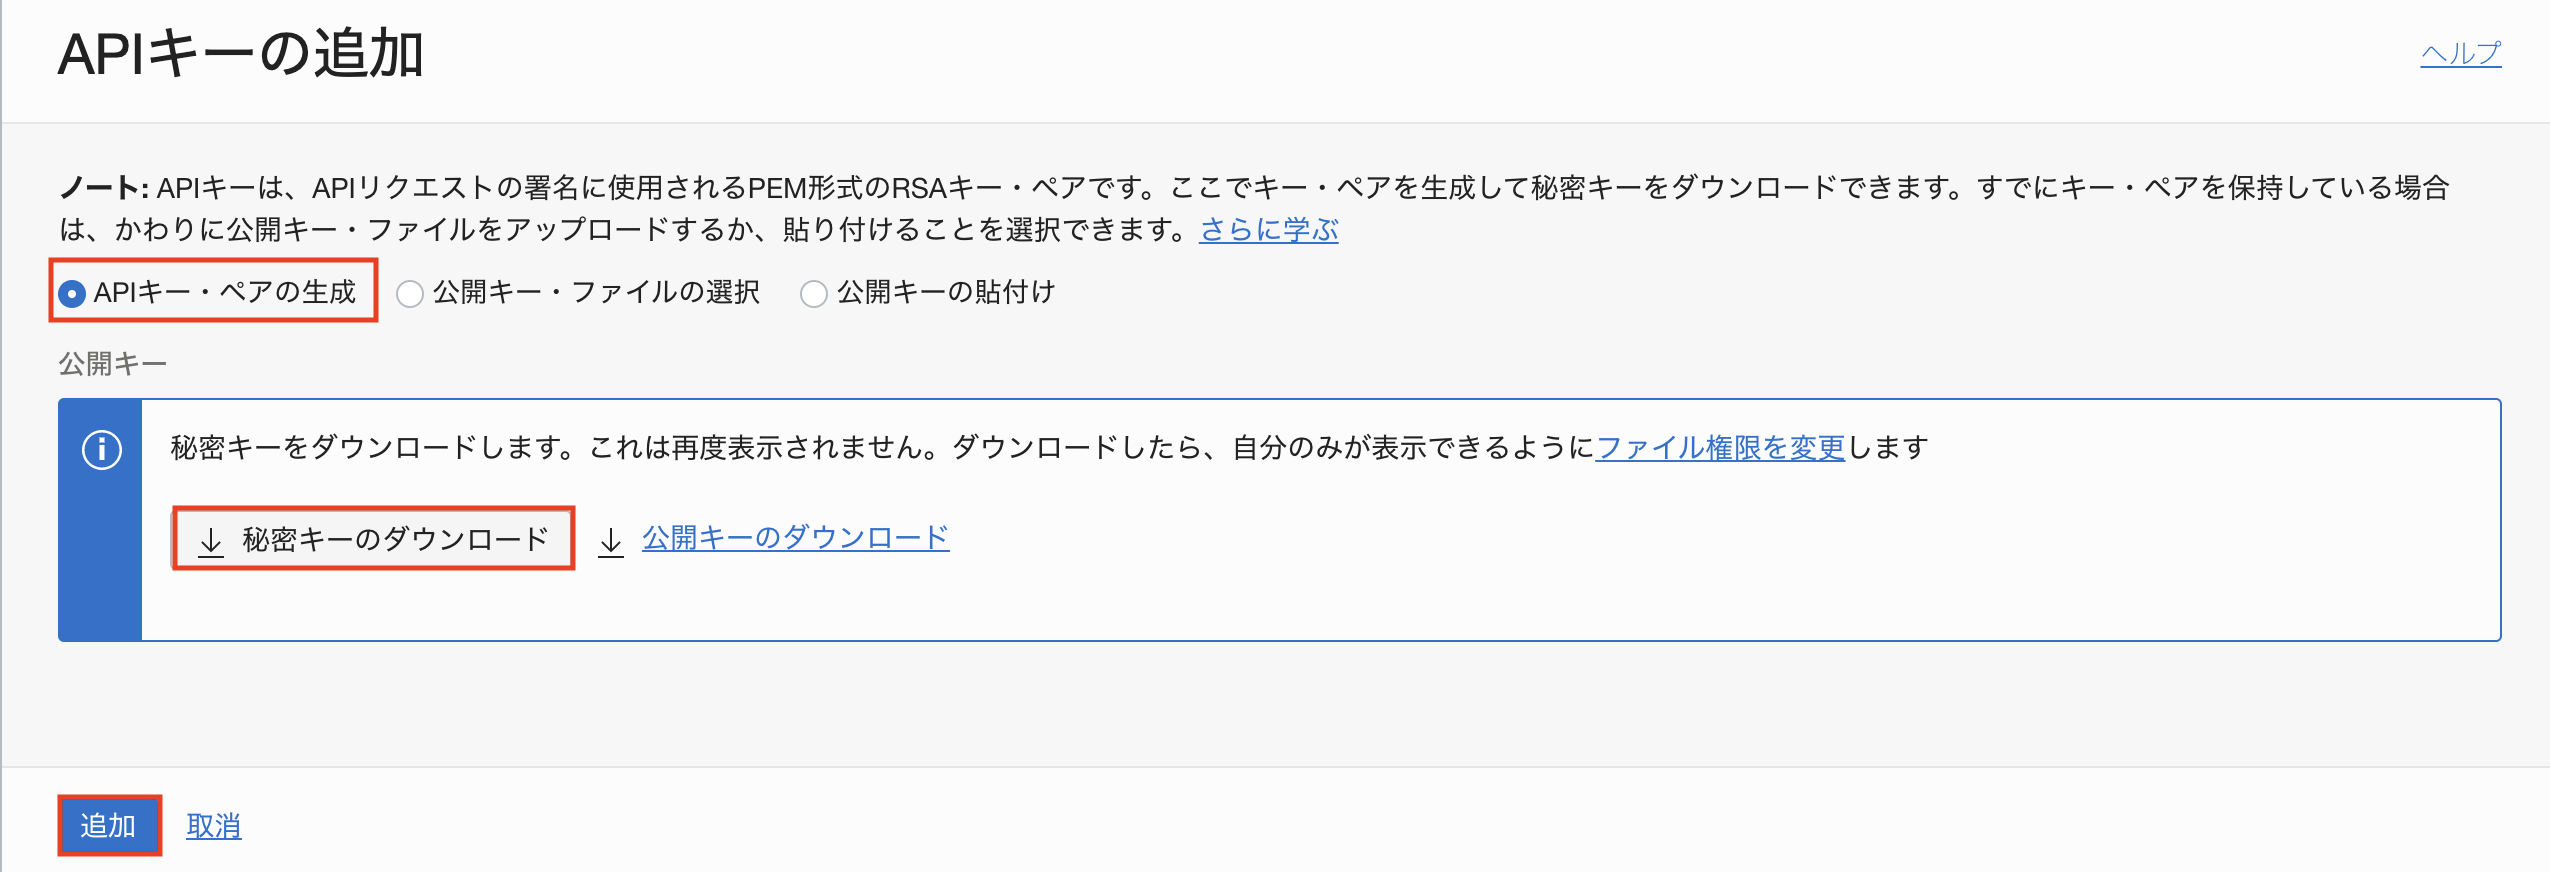 APIキーの追加
ヘルプ
ノート: APIキーは、APIリクエストの署名に使用されるPEM形式のRSAキー・ペアです。ここでキー・ペアを生成して秘密キーをダウンロードできます。すでにキー・ペアを保持している場合
は、かわりに公開キー・ファイルをアップロードするか、貼り付けることを選択できます。さらに学ぶ
APIキー・ペアの生成 公開キー・ファイルの選択 公開キーの貼付け
公開キー
秘密キーをダウンロードします。これは再度表示されません。ダウンロードしたら、自分のみが表示できるようにファイル権限を変更します
秘密キーのダウンロード 公開キーのダウンロード
追加 取消